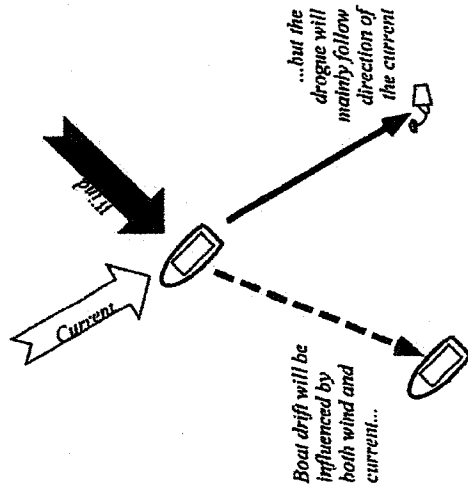 Wind
Current
Boat drift will be
influenced by
both wind and
current...
...but the
drogue will
mainly follow
direction of
the current